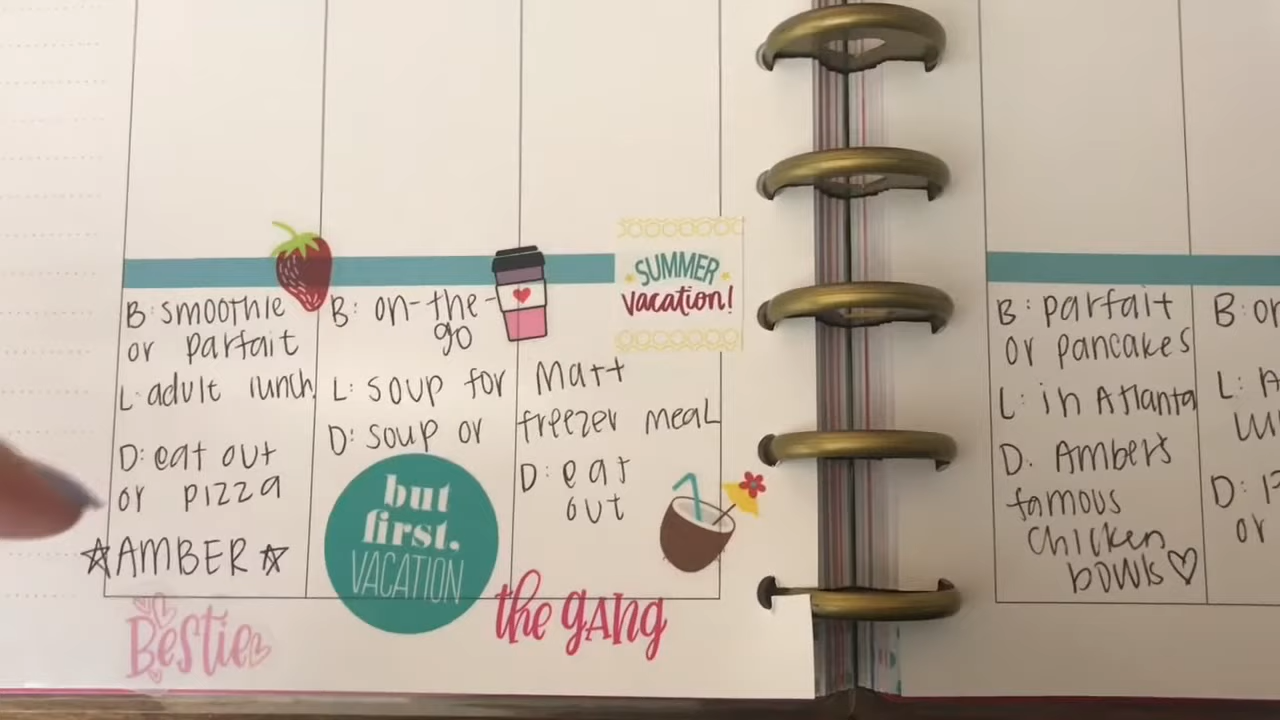 B: smoothie
or parfait
L: adult lunch
D: eat out
or pizza
☆AMBER☆
Bestie
B: on-the-
go
L: soup for
D: soup or
but
first,
VACATION
SUMMER
vacation!
Matt
freezer meal
D: eat
out
the gang
B: parfait
or pancakes
L: in Atlanta
D. Amber's
famous
chicken
bowls♡
B:
L:
D:
or